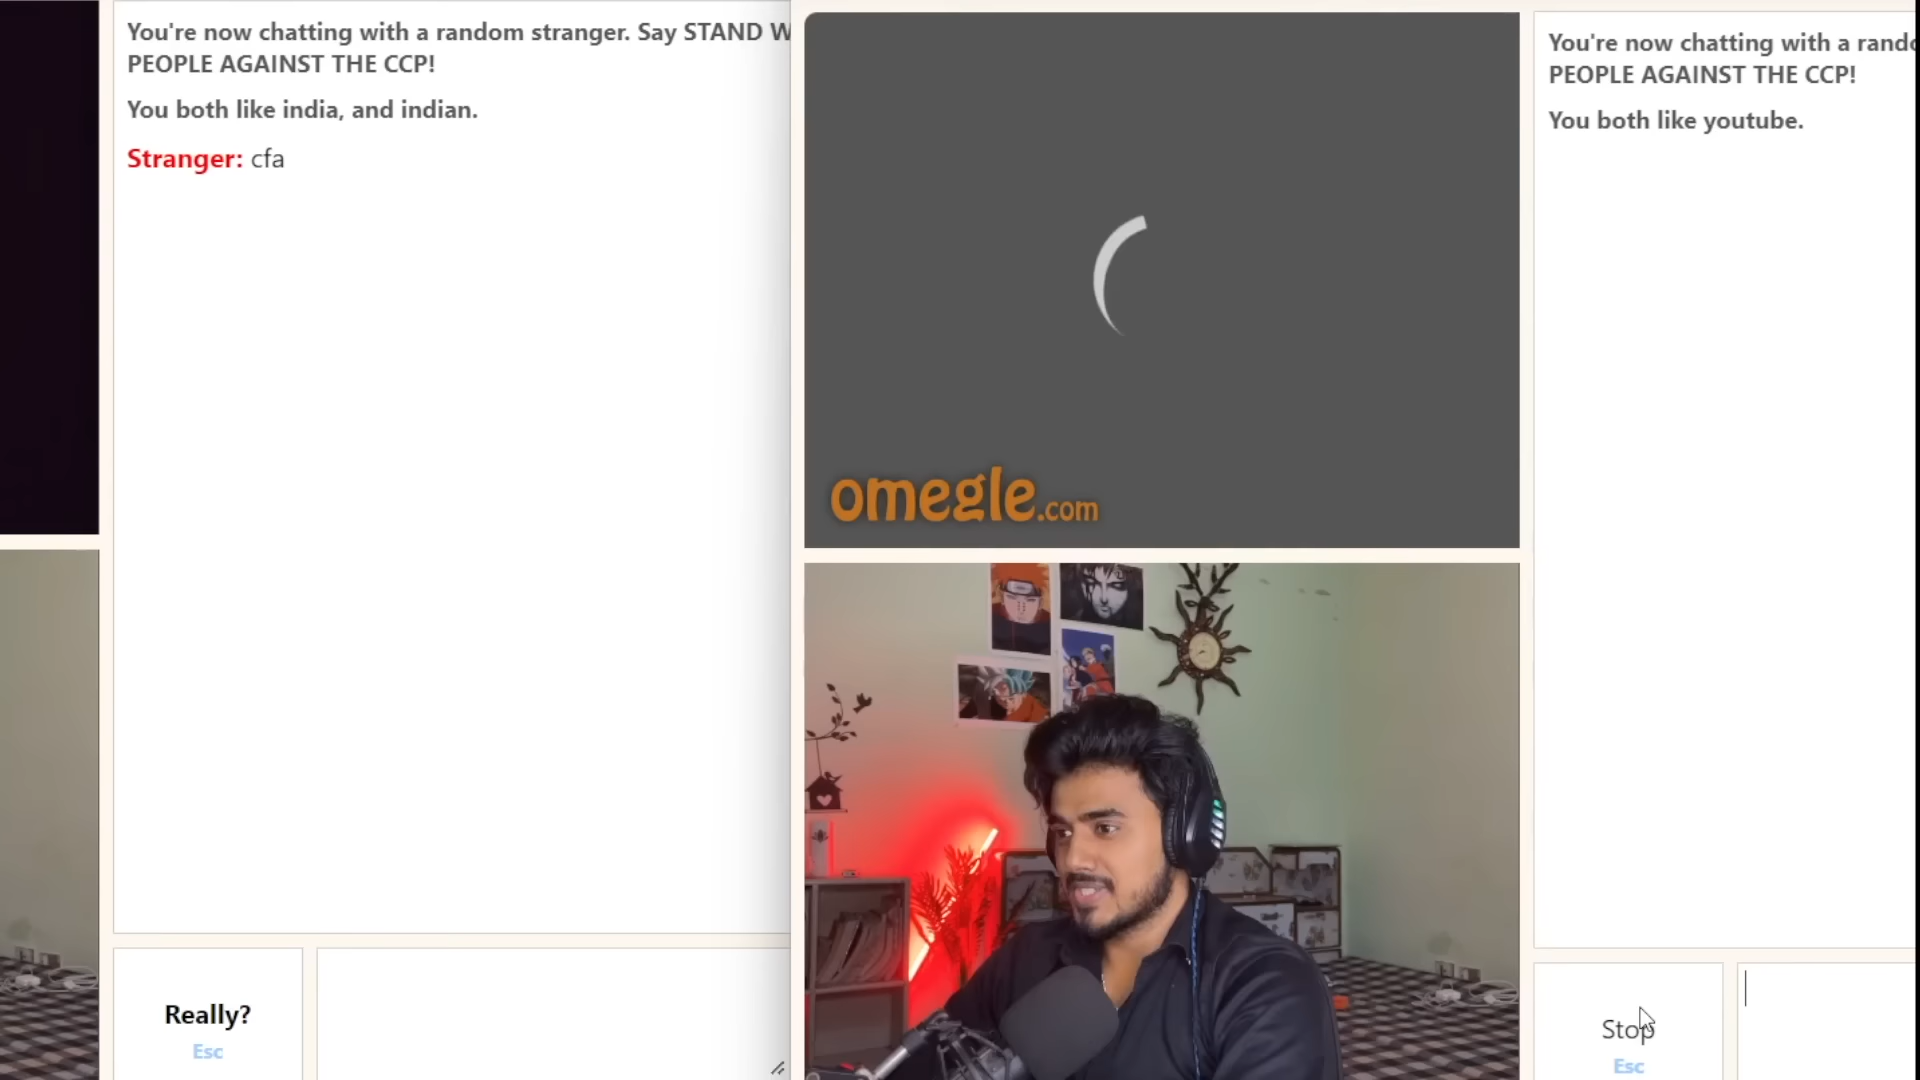 You're now chatting with a random stranger. Say STAND W
PEOPLE AGAINST THE CCP!
You both like india, and indian.
Stranger: cfa
Really?
Esc
omegle.com
You're now chatting with a rando
PEOPLE AGAINST THE CCP!
You both like youtube.
Stop
Esc